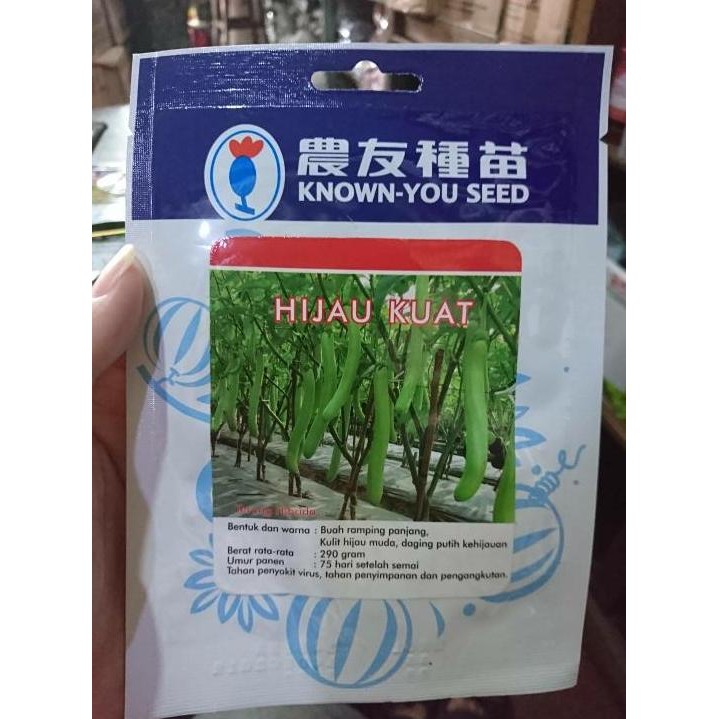 農友種苗
KNOWN-YOU SEED
HIJAU KUAT
Terong Hibrida
Bentuk dan warna : Buah ramping panjang,
Kulit hijau muda, daging putih kehijauan
Berat rata-rata : 290 gram
Umur panen : 75 hari setelah semai
Tahan penyakit virus, tahan penyimpanan dan pengangkutan.